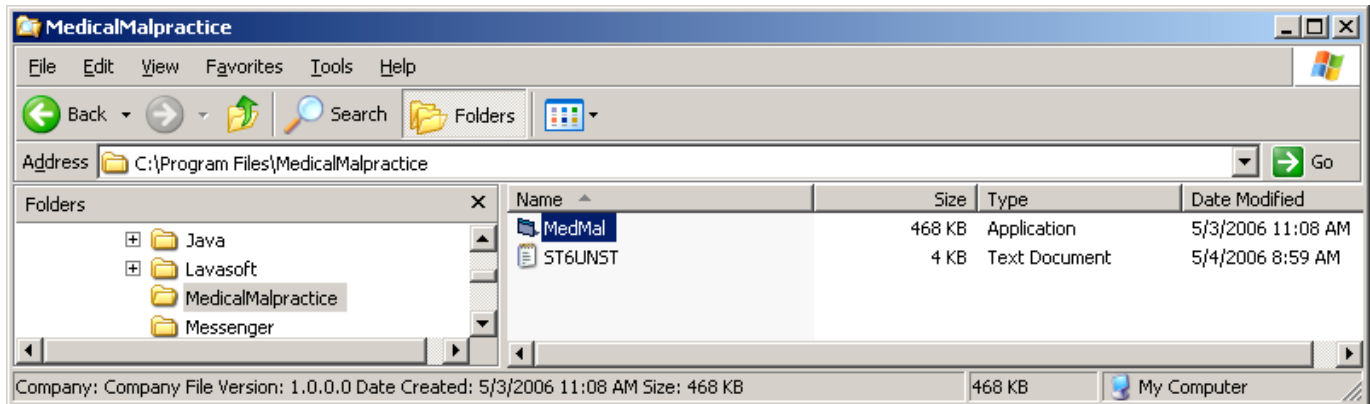 MedicalMalpractice
File Edit View Favorites Tools Help
Back Search Folders
Address C:\Program Files\MedicalMalpractice Go
Folders Name Size Type Date Modified
Java MedMal 468 KB Application 5/3/2006 11:08 AM
Lavasoft ST6UNST 4 KB Text Document 5/4/2006 8:59 AM
MedicalMalpractice
Messenger
Company: Company File Version: 1.0.0.0 Date Created: 5/3/2006 11:08 AM Size: 468 KB 468 KB My Computer